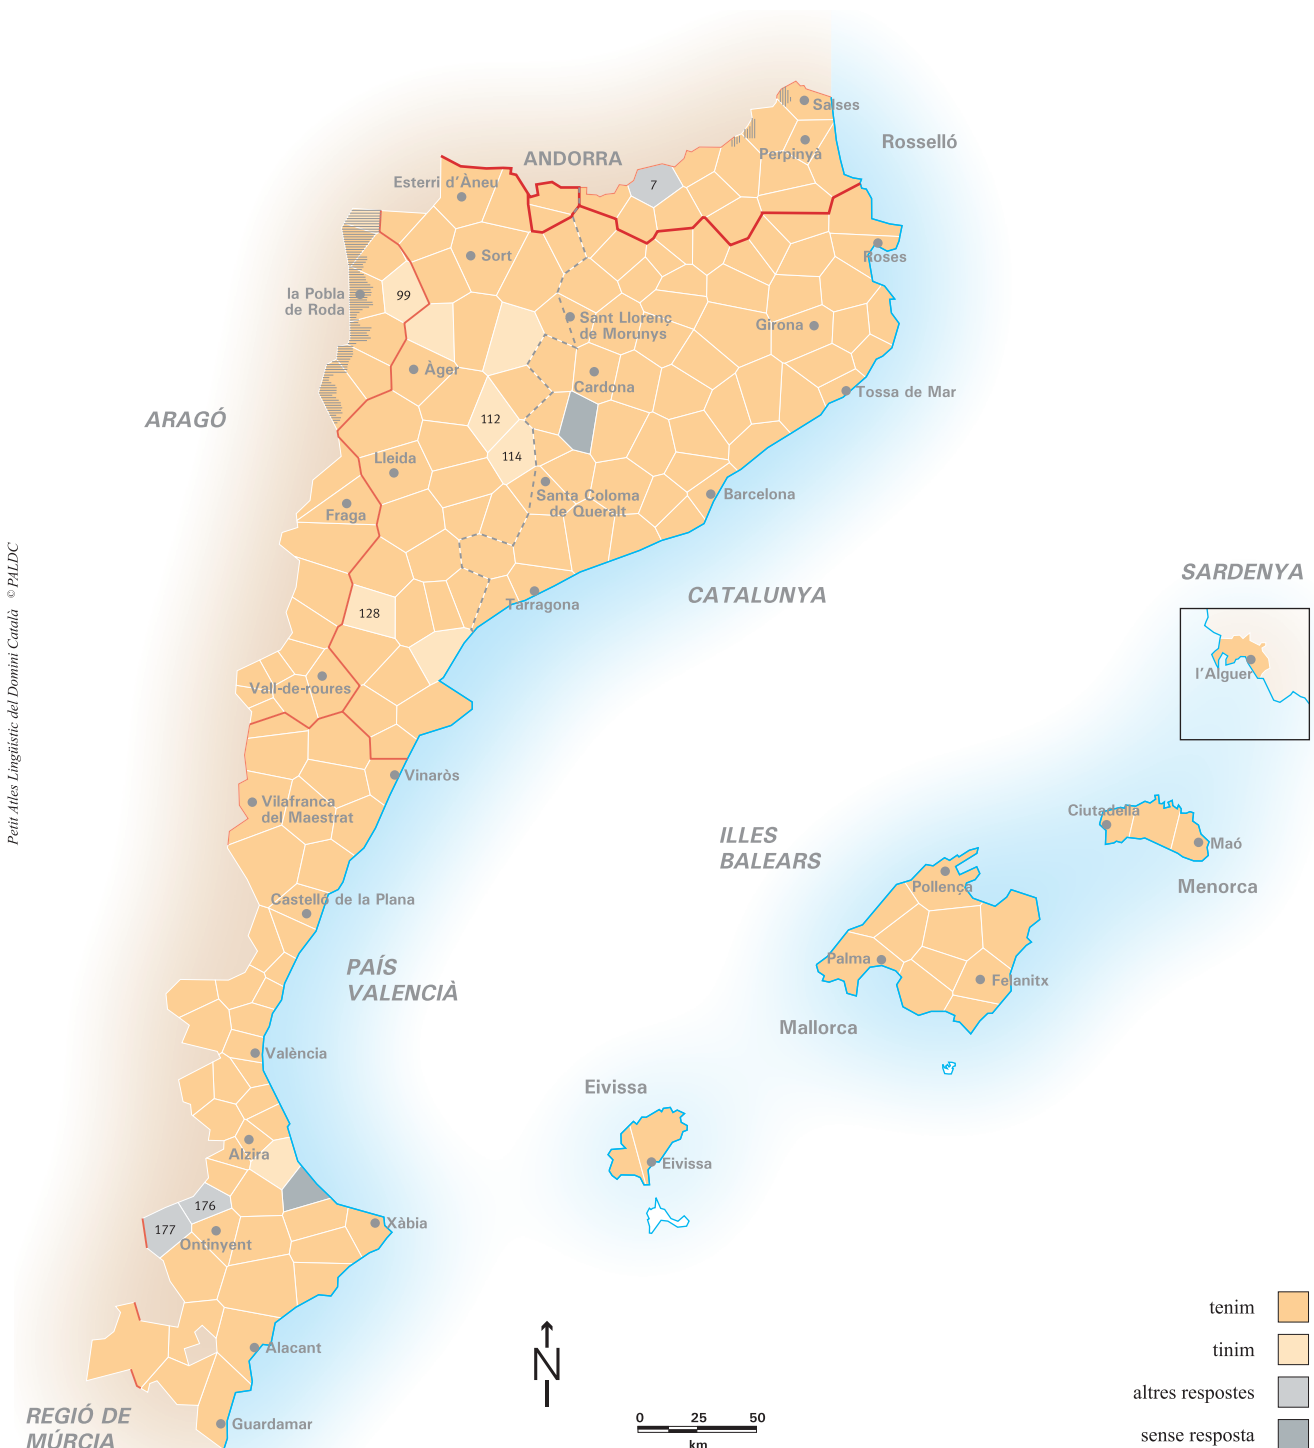 Salses
Rosselló
Perpinyà
ANDORRA
Esterri d'Àneu
7
Roses
Sort
la Pobla
de Roda
99
Sant Llorenç
de Morunys
Girona
Àger
Cardona
Tossa de Mar
ARAGÓ
112
114
Lleida
Santa Coloma
de Queralt
Barcelona
Fraga
Petit Atles Lingüístic del Domini Català © PALDC
SARDENYA
CATALUNYA
Tarragona
128
l'Alguer
Vall-de-roures
Vinaròs
Vilafranca
del Maestrat
ILLES
BALEARS
Ciutadella
Maó
Menorca
Pollença
Castelló de la Plana
Palma
Felanitx
PAÍS
VALENCIÀ
Mallorca
València
Eivissa
Alzira
Eivissa
176
177
Ontinyent
Xàbia
Alacant
Guardamar
REGIÓ DE
MÚRCIA
N
0 25 50
km
tenim
tinim
altres respostes
sense resposta